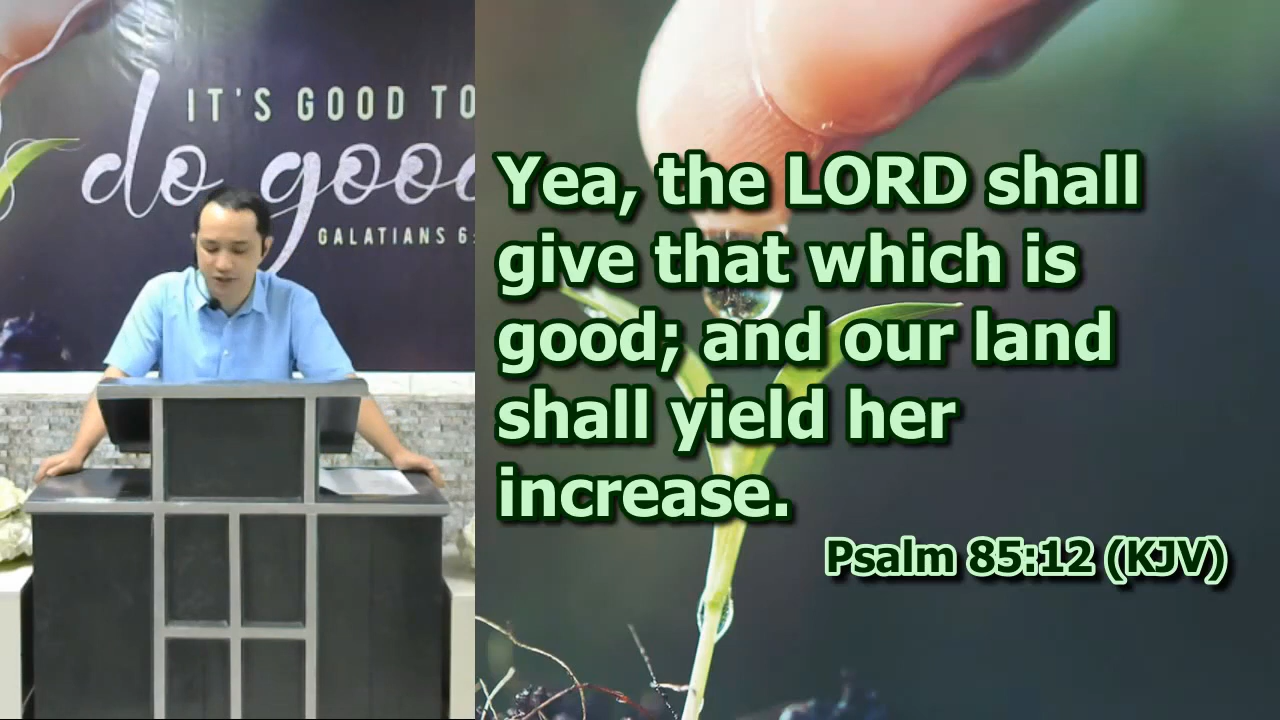 IT'S GOOD TO
do good
GALATIANS 6:
Yea, the LORD shall
give that which is
good; and our land
shall yield her
increase.
Psalm 85:12 (KJV)